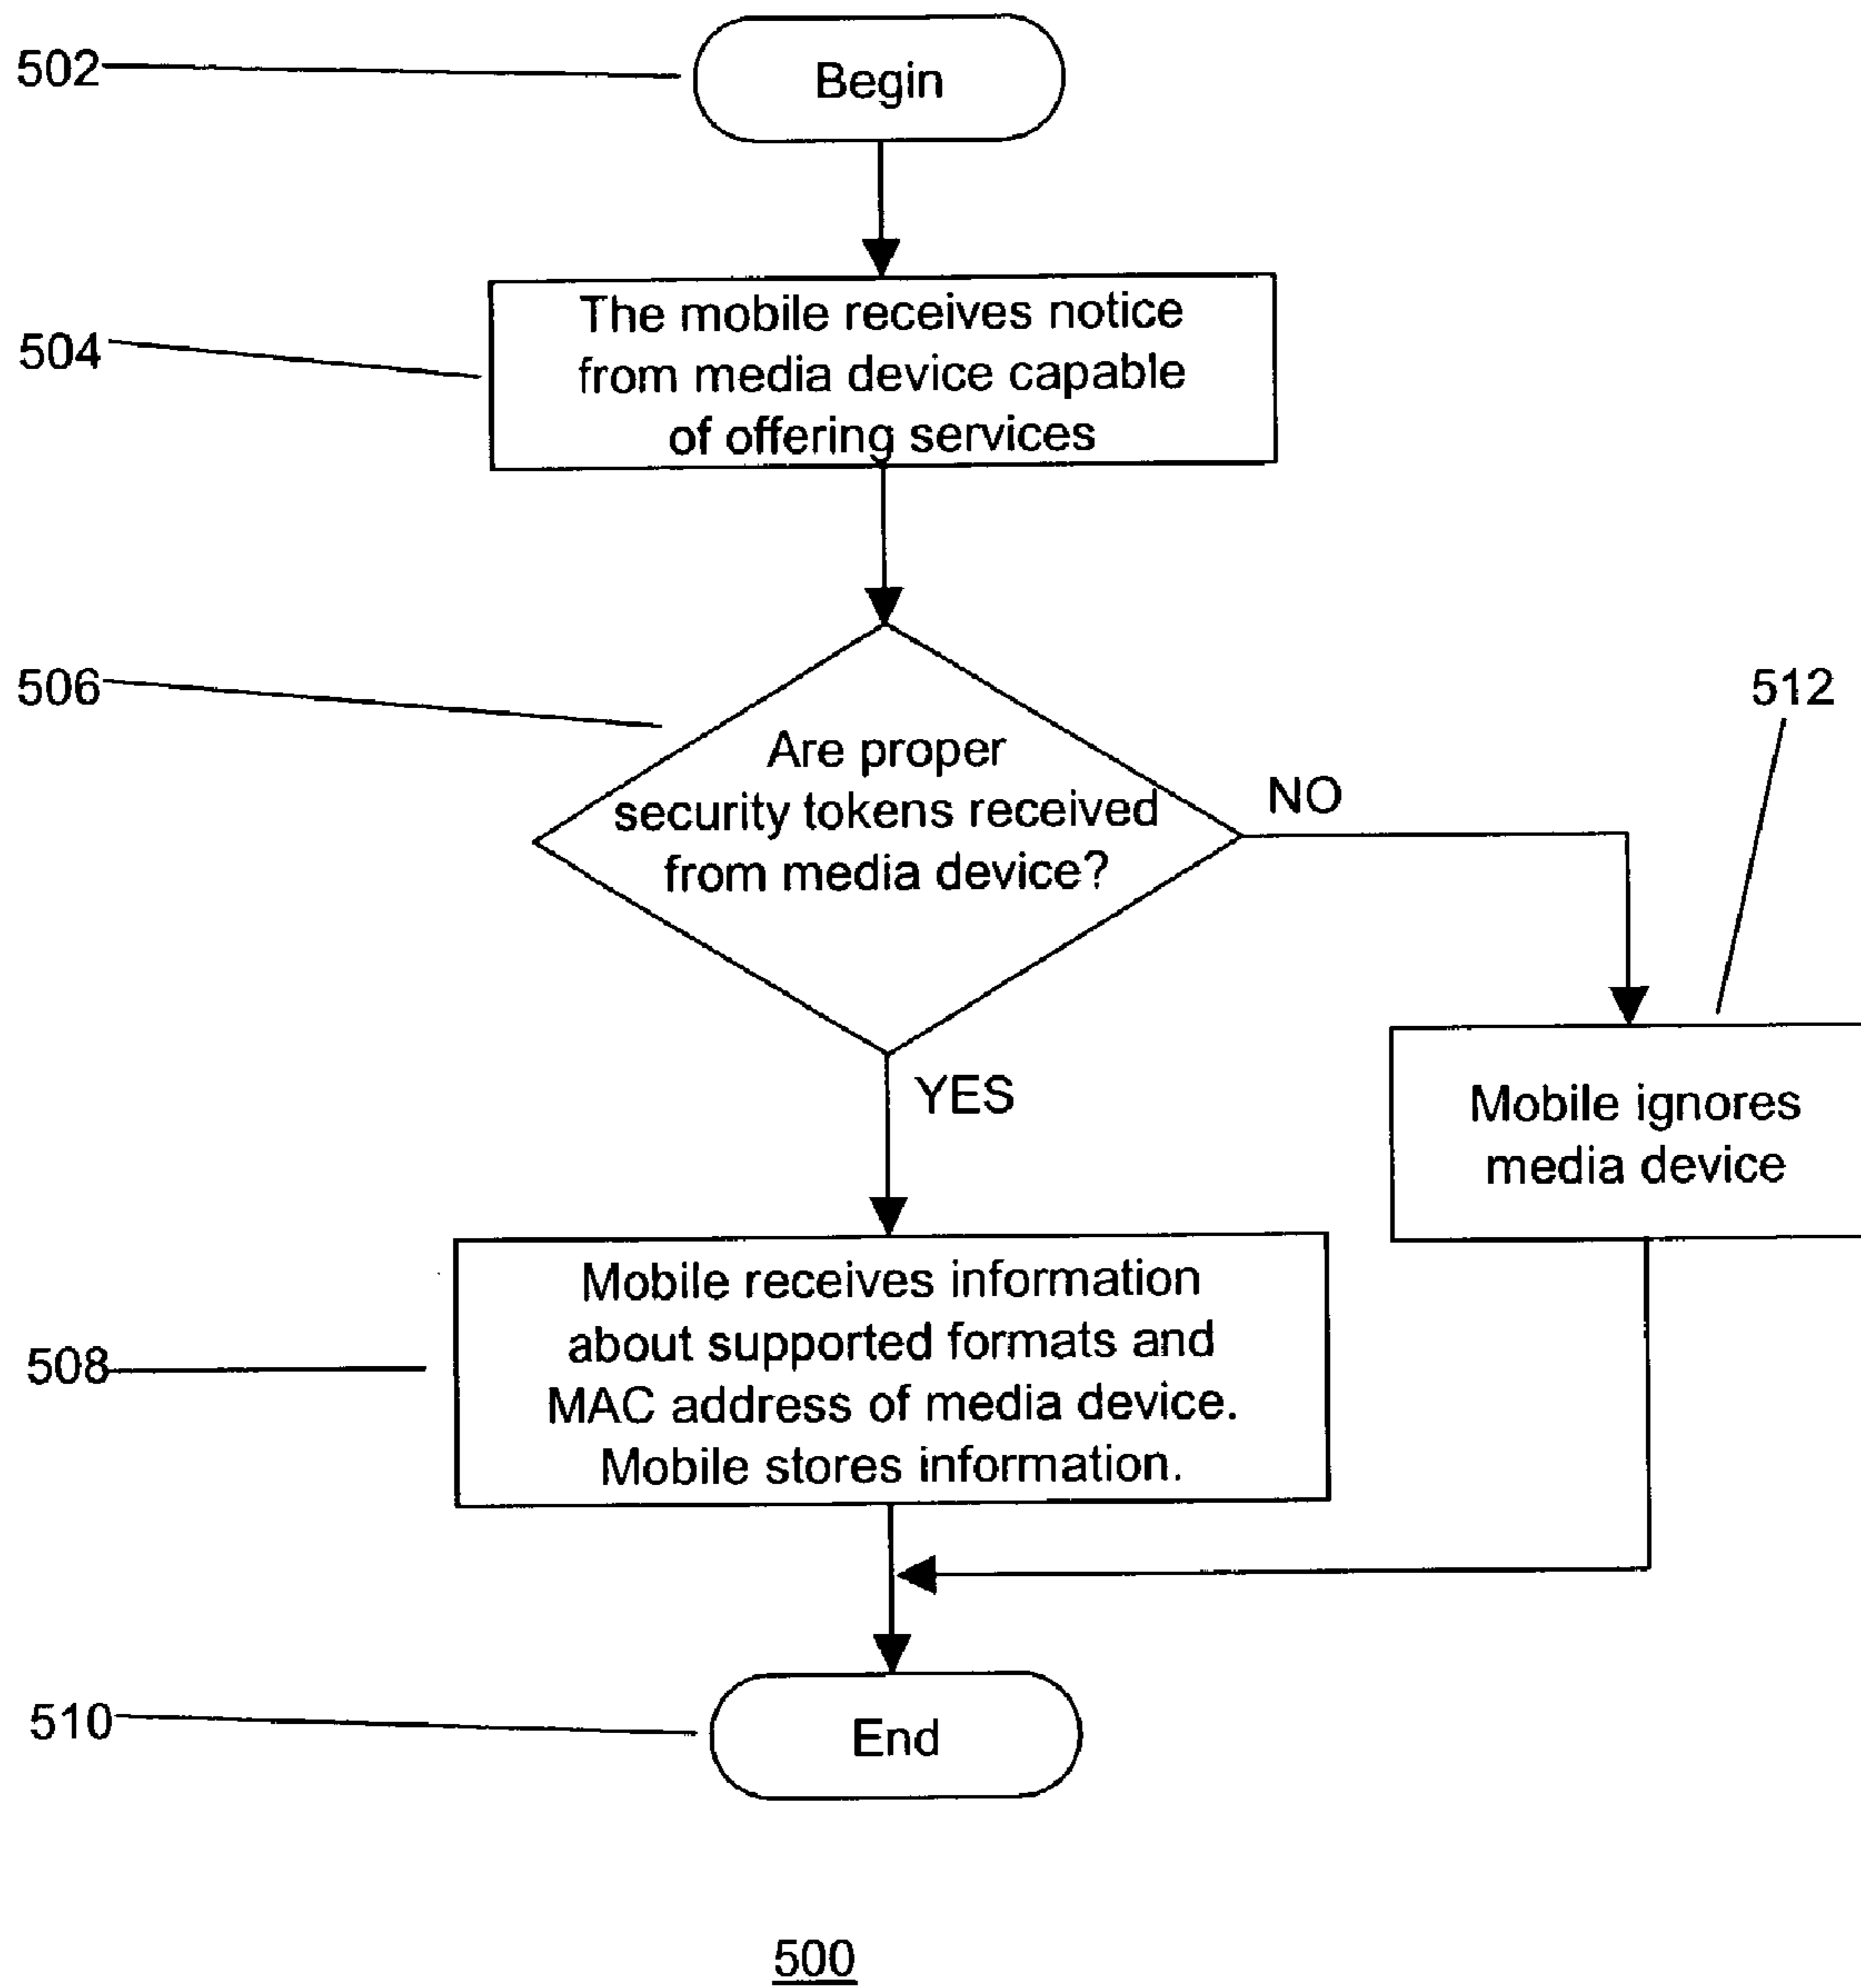 502
Begin
504
The mobile receives notice
from media device capable
of offering services
506
Are proper
security tokens received
from media device?
NO
512
YES
Mobile ignores
media device
508
Mobile receives information
about supported formats and
MAC address of media device.
Mobile stores information.
510
End
500